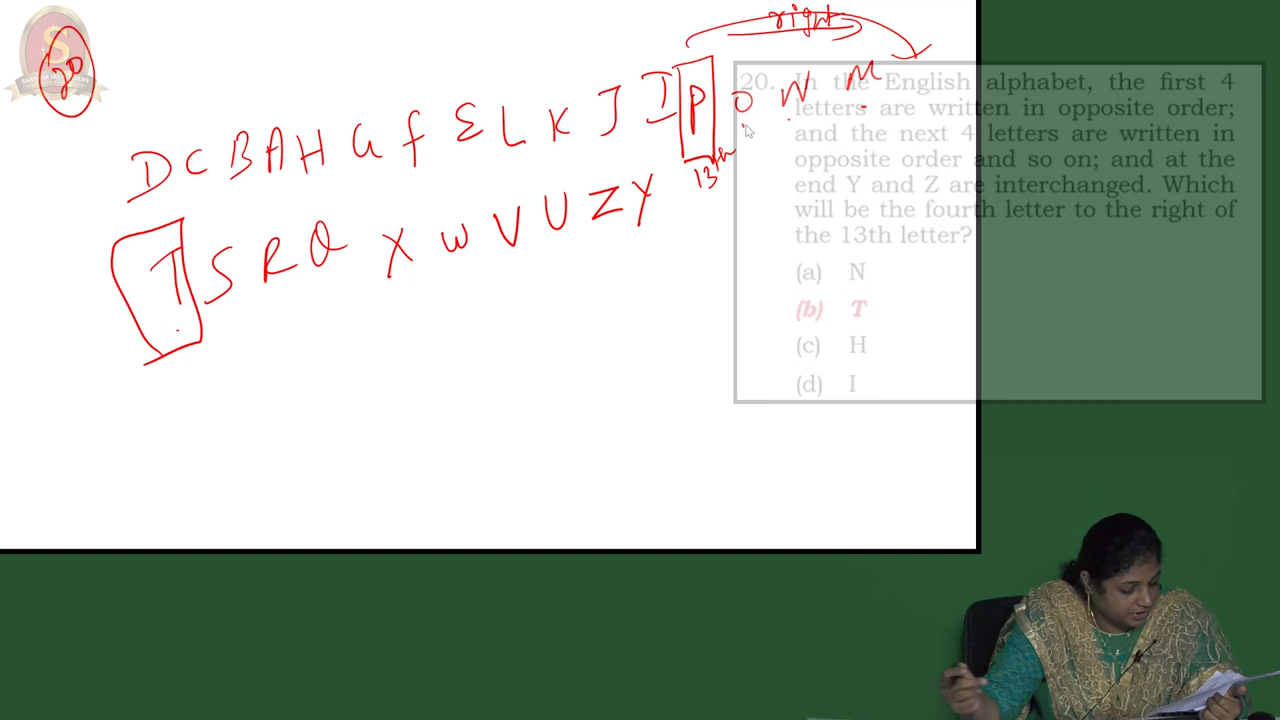 20
right
D C B A H G f E L K J I P O N M
13th
T S R Q X W V U Z Y
20. In the English alphabet, the first 4
letters are written in opposite order;
and the next 4 letters are written in
opposite order and so on; and at the
end Y and Z are interchanged. Which
will be the fourth letter to the right of
the 13th letter?
(a) N
(b) T
(c) H
(d) I